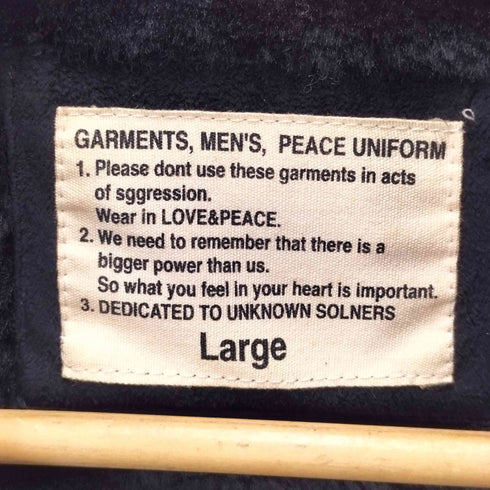 GARMENTS, MEN'S, PEACE UNIFORM
1. Please dont use these garments in acts
of sggression.
Wear in LOVE&PEACE.
2. We need to remember that there is a
bigger power than us.
So what you feel in your heart is important.
3. DEDICATED TO UNKNOWN SOLNERS
Large